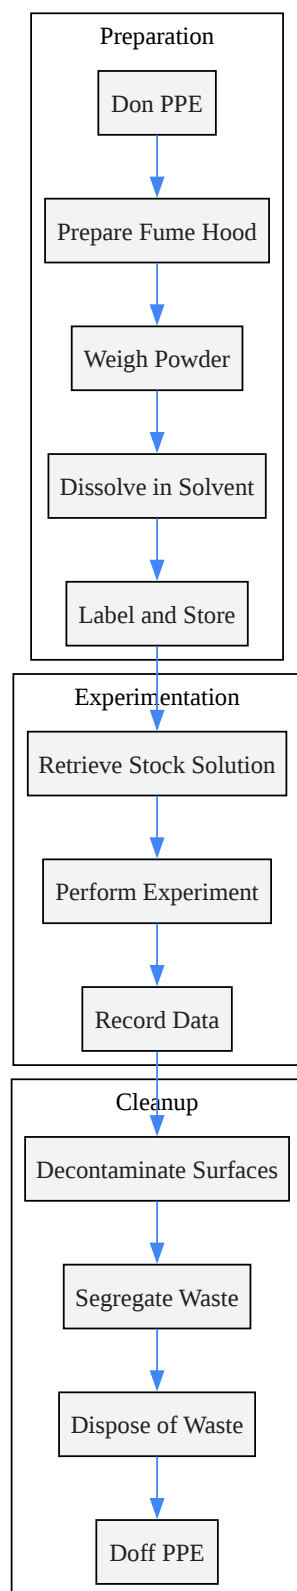 Preparation
Don PPE
Prepare Fume Hood
Weigh Powder
Dissolve in Solvent
Label and Store
Experimentation
Retrieve Stock Solution
Perform Experiment
Record Data
Cleanup
Decontaminate Surfaces
Segregate Waste
Dispose of Waste
Doff PPE